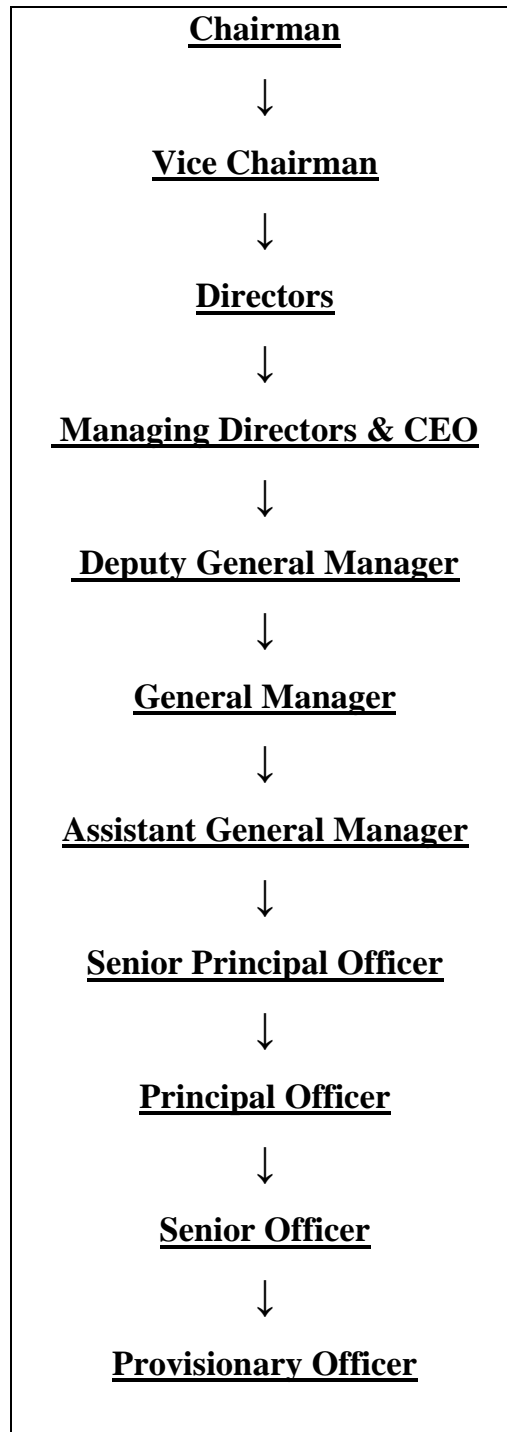 Chairman
↓
Vice Chairman
↓
Directors
↓
Managing Directors & CEO
↓
Deputy General Manager
↓
General Manager
↓
Assistant General Manager
↓
Senior Principal Officer
↓
Principal Officer
↓
Senior Officer
↓
Provisionary Officer